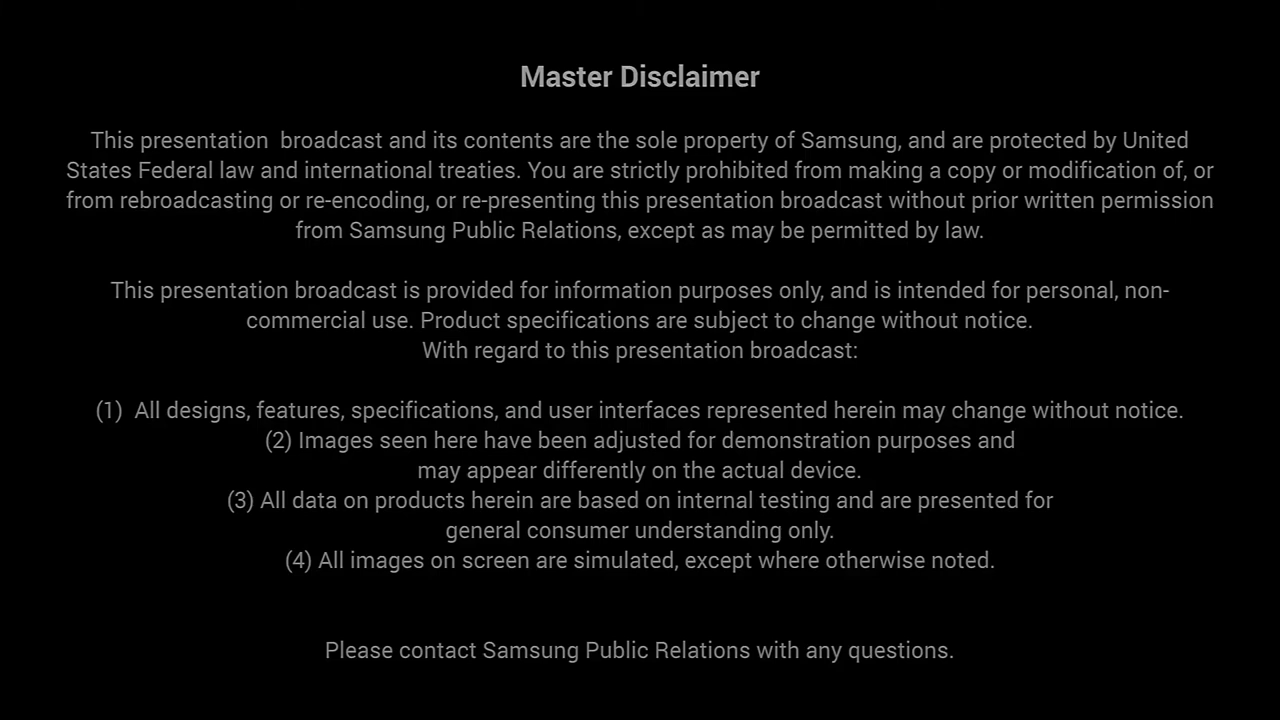 Master Disclaimer
This presentation  broadcast and its contents are the sole property of Samsung, and are protected by United
States Federal law and international treaties. You are strictly prohibited from making a copy or modification of, or
from rebroadcasting or re-encoding, or re-presenting this presentation broadcast without prior written permission
from Samsung Public Relations, except as may be permitted by law.
This presentation broadcast is provided for information purposes only, and is intended for personal, non-
commercial use. Product specifications are subject to change without notice.
With regard to this presentation broadcast:
(1)  All designs, features, specifications, and user interfaces represented herein may change without notice.
(2) Images seen here have been adjusted for demonstration purposes and
may appear differently on the actual device.
(3) All data on products herein are based on internal testing and are presented for
general consumer understanding only.
(4) All images on screen are simulated, except where otherwise noted.
Please contact Samsung Public Relations with any questions.